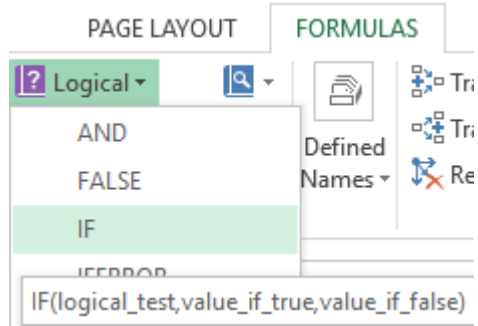 PAGE LAYOUT FORMULAS
? Logical
AND
FALSE
IF
IF(logical_test,value_if_true,value_if_false)
Defined
Names